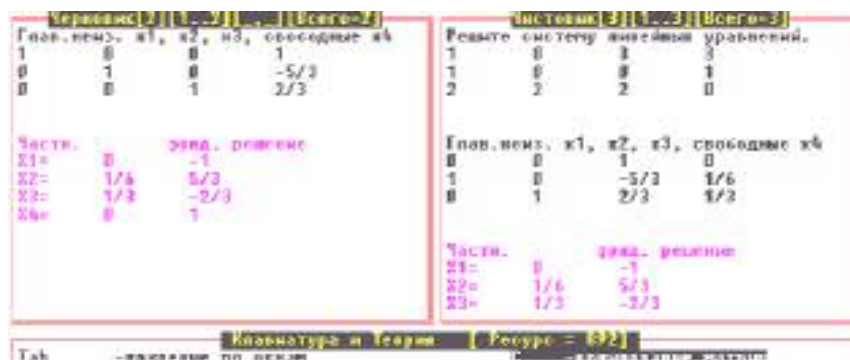 Черновик[2][1..2][ , ][Всего=2]
Глав.неиз. x1, x2, x3, свободные x4
1 0 0 1
0 1 0 -5/3
0 0 1 2/3
Частн. фунд. решение
X1= 0 -1
X2= 1/6 5/3
X3= 1/3 -2/3
X4= 0 1
Чистовик[3][1..3][Всего=3]
Решите систему линейных уравнений.
1 0 3
1 0 0 1
2 2 2 0
Глав.неиз. x1, x2, x3, свободные x4
0 0 1 0
1 0 -5/3 1/6
0 1 2/3 1/3
Частн. фунд. решение
X1= 0 -1
X2= 1/6 5/3
X3= 1/3 -2/3
Клавиатура и Теория [ Ресурс = 892]
Tab